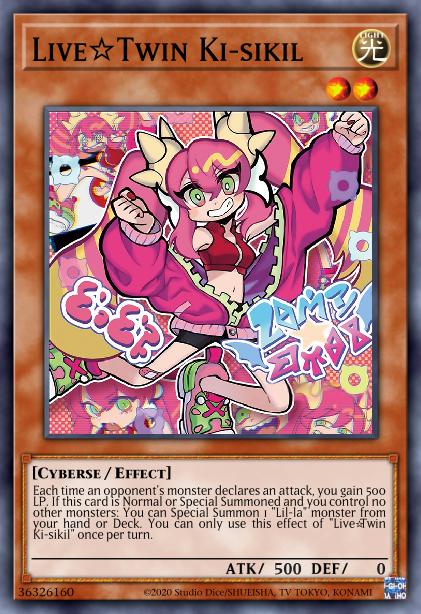 LIVE☆TWIN KI-SIKIL
LIGHT
光
[CYBERSE / EFFECT]
Each time an opponent's monster declares an attack, you gain 500
LP. If this card is Normal or Special Summoned and you control no
other monsters: You can Special Summon 1 "Lil-la" monster from
your hand or Deck. You can only use this effect of "Live☆Twin
Ki-sikil" once per turn.
ATK/ 500 DEF/ 0
36326160
©2020 Studio Dice/SHUEISHA, TV TOKYO, KONAMI